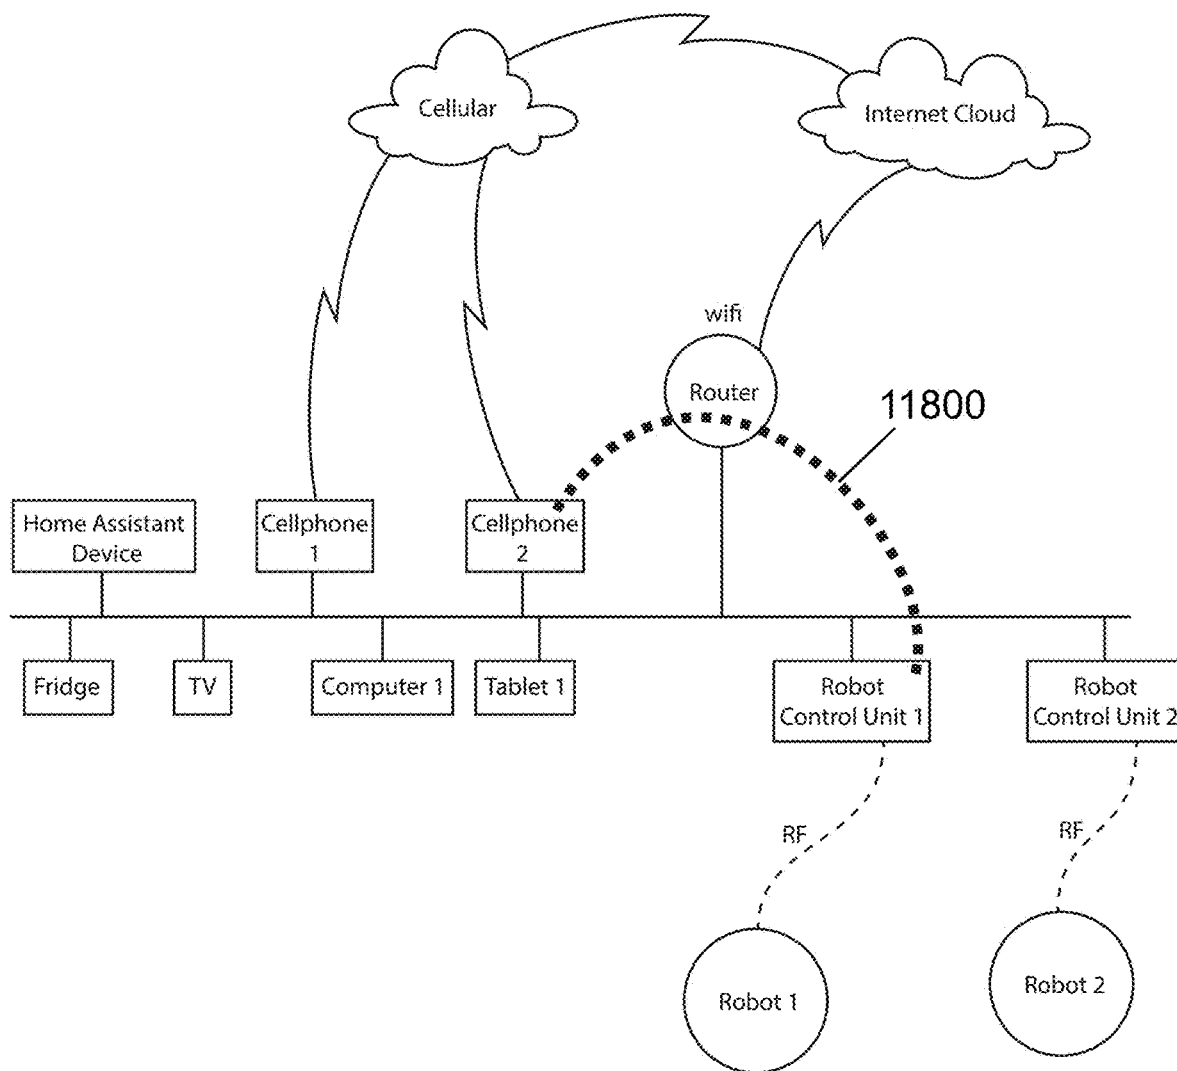 Cellular
Internet Cloud
wifi
Router
11800
Home Assistant
Device
Cellphone
1
Cellphone
2
Fridge
TV
Computer 1
Tablet 1
Robot
Control Unit 1
Robot
Control Unit 2
RF
RF
Robot 1
Robot 2